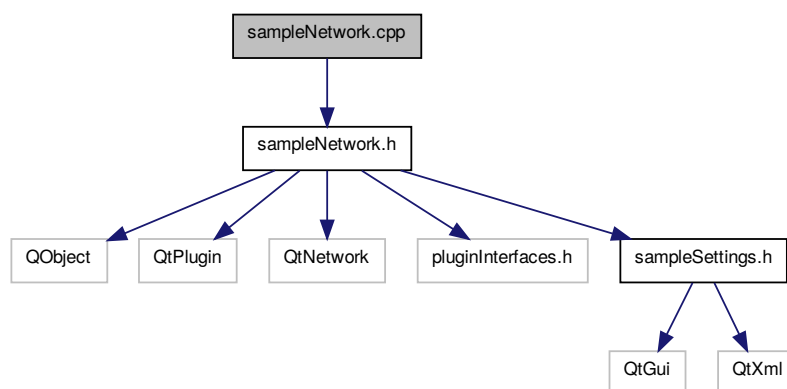 sampleNetwork.cpp
sampleNetwork.h
QObject
QtPlugin
QtNetwork
pluginInterfaces.h
sampleSettings.h
QtGui
QtXml